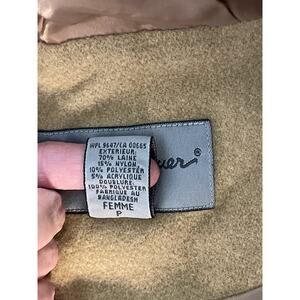 WPL 9647/CA 00665
EXTERIEUR:
70% LAINE
15% NYLON
10% POLYESTER
5% ACRYLIQUE
DOUBLURE:
100% POLYESTER
FABRIQUE AU
BANGLADESH
FEMME
P